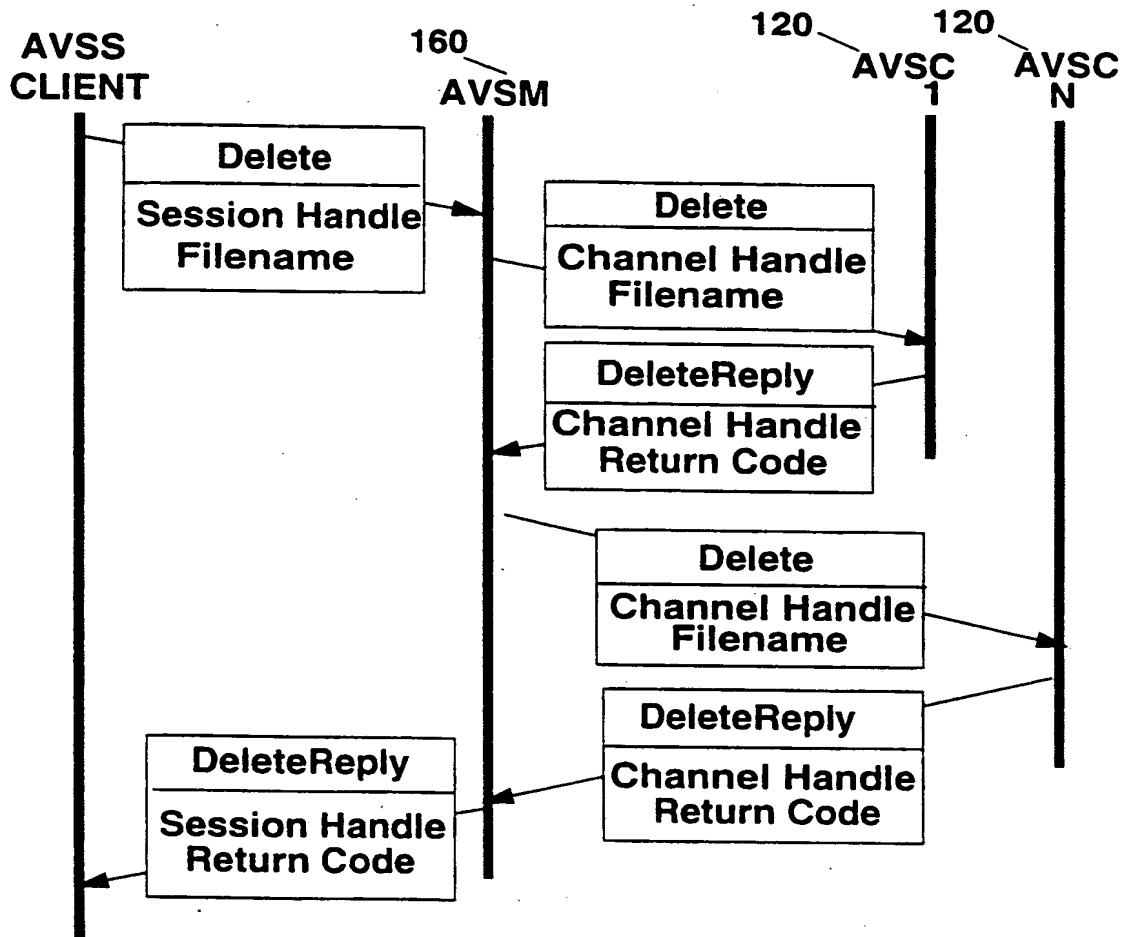 AVSS
CLIENT
160
AVSM
120
AVSC
1
120
AVSC
N
Delete
Session Handle
Filename
Delete
Channel Handle
Filename
DeleteReply
Channel Handle
Return Code
Delete
Channel Handle
Filename
DeleteReply
Channel Handle
Return Code
DeleteReply
Session Handle
Return Code